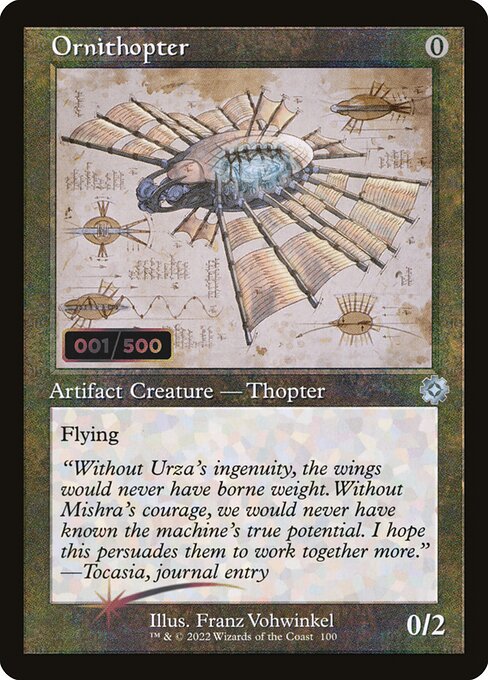 Ornithopter 0
001/500
Artifact Creature — Thopter
Flying
“Without Urza’s ingenuity, the wings
would never have borne weight. Without
Mishra’s courage, we would never have
known the machine’s true potential. I hope
this persuades them to work together more.”
—Tocasia, journal entry
Illus. Franz Vohwinkel
0/2
™ & © 2022 Wizards of the Coast 100